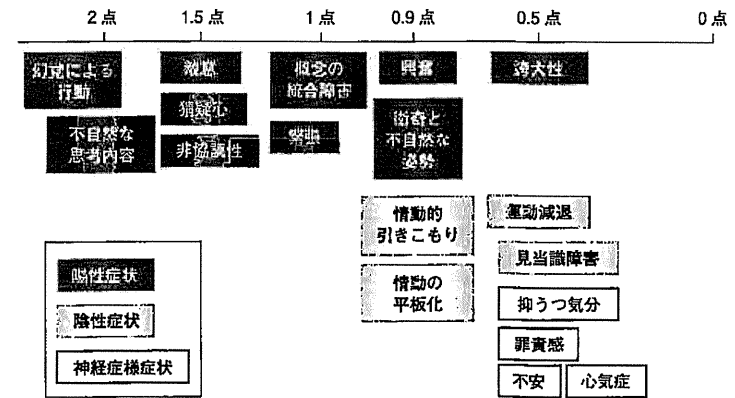 2点 1.5点 1点 0.9点 0.5点 0点
幻覚による
行動
不自然な
思考内容
敵意
猜疑心
非協調性
概念の
統合障害
緊張
興奮
衒奇と
不自然な
姿勢
誇大性
情動的
引きこもり
情動の
平板化
運動減退
見当識障害
抑うつ気分
罪責感
不安
心気症
陽性症状
陰性症状
神経症様症状